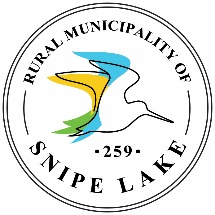 RURAL MUNICIPALITY OF
•259•
SNIPE LAKE